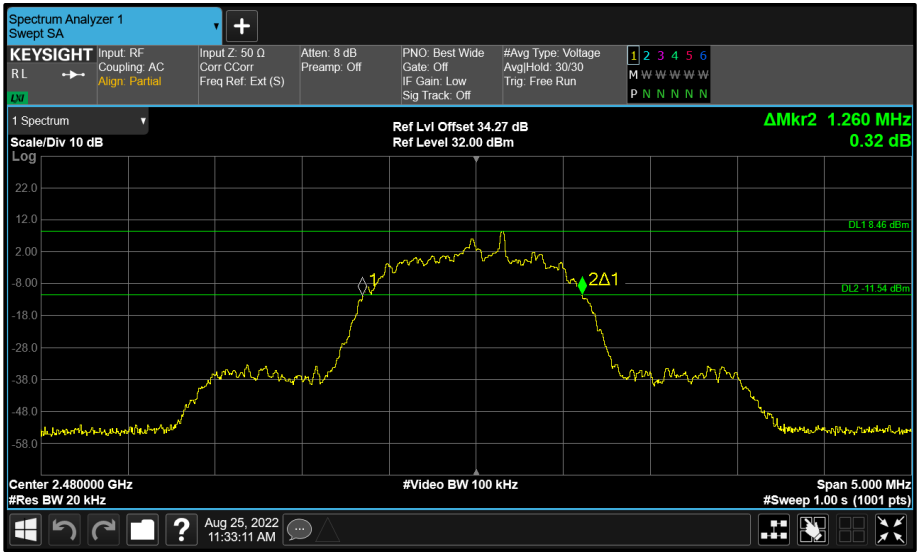 Spectrum Analyzer 1
Swept SA
+
KEYSIGHT
RL
LXI
Input: RF
Coupling: AC
Align: Partial
Input Z: 50 Ω
Corr CCorr
Freq Ref: Ext (S)
Atten: 8 dB
Preamp: Off
PNO: Best Wide
Gate: Off
IF Gain: Low
Sig Track: Off
#Avg Type: Voltage
Avg|Hold: 30/30
Trig: Free Run
1 2 3 4 5 6
M W W W W W
P N N N N N
1 Spectrum
Scale/Div 10 dB
Ref Lvl Offset 34.27 dB
Ref Level 32.00 dBm
ΔMkr2 1.260 MHz
0.32 dB
Log
22.0
12.0
DL1 8.46 dBm
2.00
1
2Δ1
-8.00
DL2 -11.54 dBm
-18.0
-28.0
-38.0
-48.0
-58.0
Center 2.480000 GHz
#Video BW 100 kHz
Span 5.000 MHz
#Res BW 20 kHz
#Sweep 1.00 s (1001 pts)
?
Aug 25, 2022
11:33:11 AM